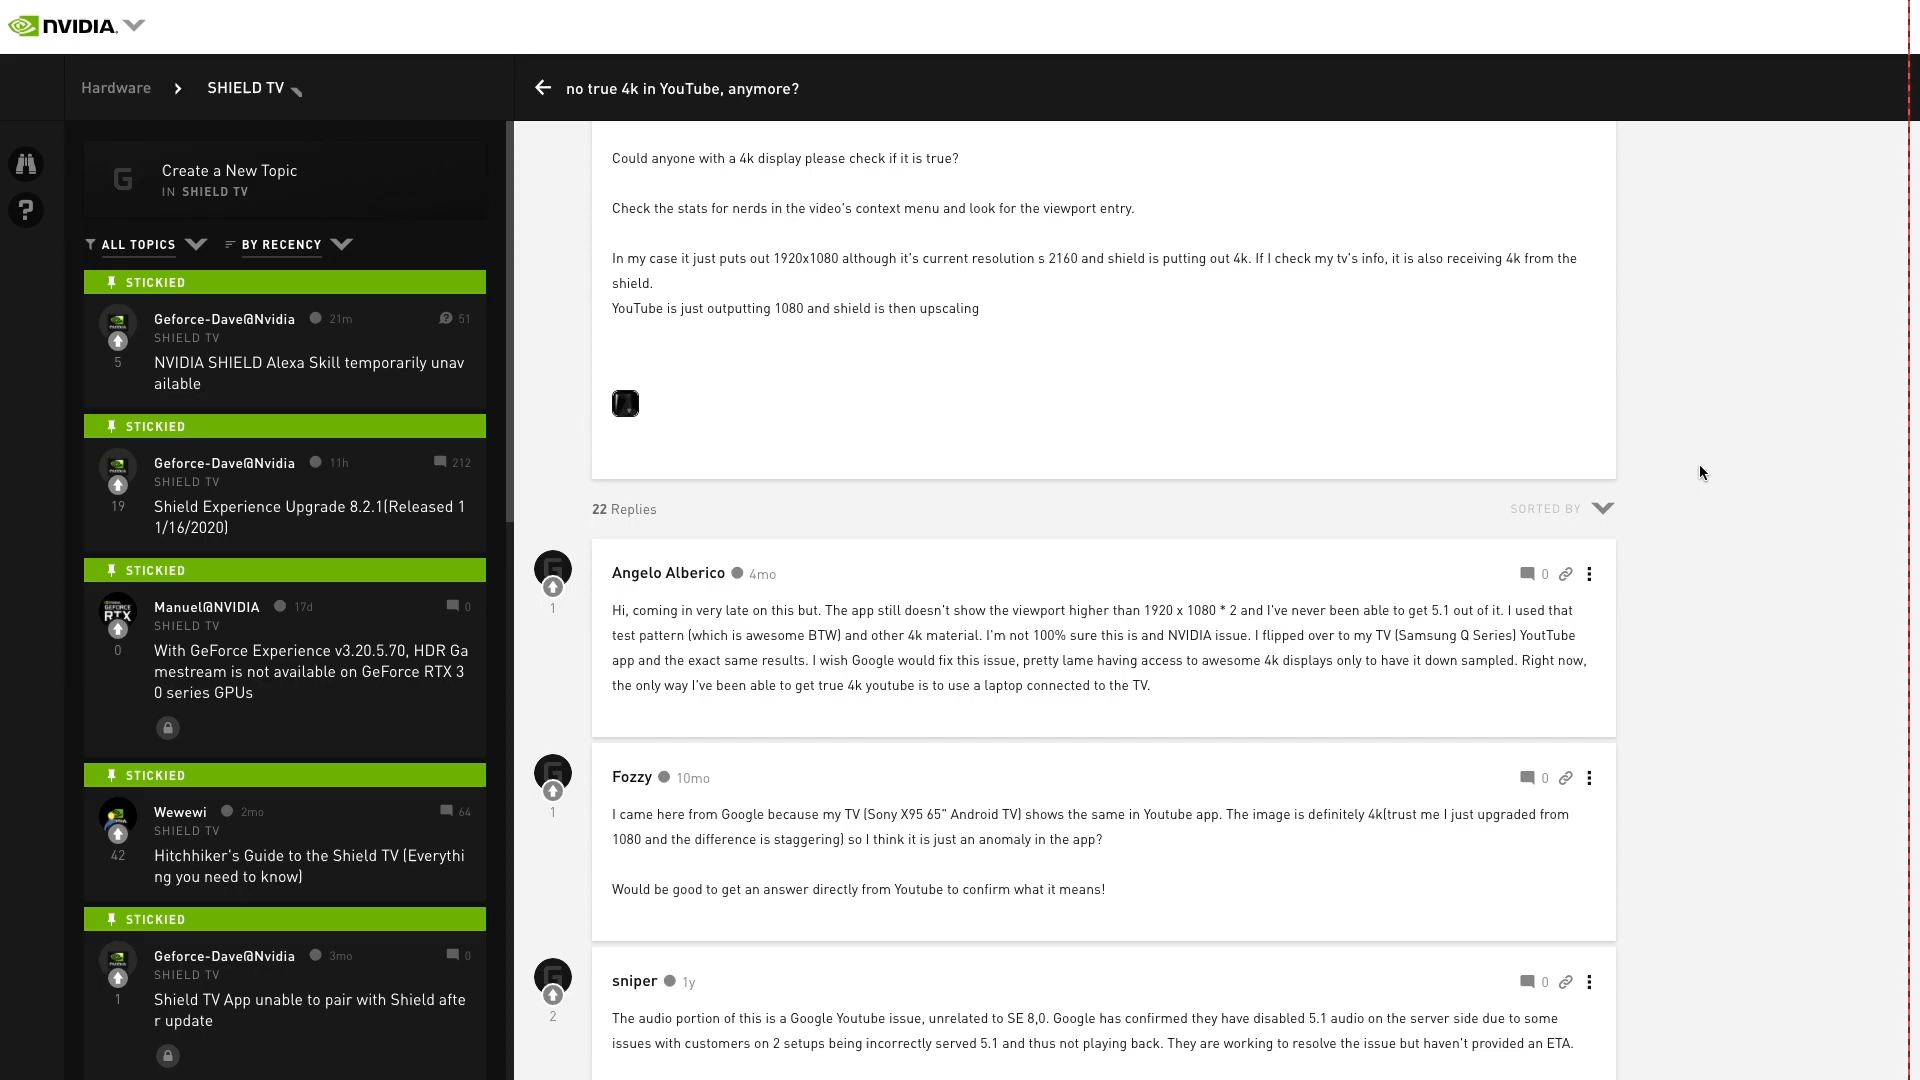 NVIDIA.
Hardware > SHIELD TV
no true 4k in YouTube, anymore?
Create a New Topic
IN SHIELD TV
ALL TOPICS
BY RECENCY
STICKIED
Geforce-Dave@Nvidia 21m 51
SHIELD TV
5
NVIDIA SHIELD Alexa Skill temporarily unav
ailable
STICKIED
Geforce-Dave@Nvidia 11h 212
SHIELD TV
19
Shield Experience Upgrade 8.2.1(Released 1
1/16/2020)
STICKIED
Manuel@NVIDIA 17d 0
SHIELD TV
0
With GeForce Experience v3.20.5.70, HDR Ga
mestream is not available on GeForce RTX 3
0 series GPUs
STICKIED
Wewewi 2mo 64
SHIELD TV
42
Hitchhiker's Guide to the Shield TV (Everythi
ng you need to know)
STICKIED
Geforce-Dave@Nvidia 3mo 0
SHIELD TV
1
Shield TV App unable to pair with Shield afte
r update
Could anyone with a 4k display please check if it is true?
Check the stats for nerds in the video's context menu and look for the viewport entry.
In my case it just puts out 1920x1080 although it's current resolution s 2160 and shield is putting out 4k. If I check my tv's info, it is also receiving 4k from the
shield.
YouTube is just outputting 1080 and shield is then upscaling
22 Replies
SORTED BY
Angelo Alberico 4mo 0
1
Hi, coming in very late on this but. The app still doesn't show the viewport higher than 1920 x 1080 * 2 and I've never been able to get 5.1 out of it. I used that
test pattern (which is awesome BTW) and other 4k material. I'm not 100% sure this is and NVIDIA issue. I flipped over to my TV (Samsung Q Series) YoutTube
app and the exact same results. I wish Google would fix this issue, pretty lame having access to awesome 4k displays only to have it down sampled. Right now,
the only way I've been able to get true 4k youtube is to use a laptop connected to the TV.
Fozzy 10mo 0
1
I came here from Google because my TV (Sony X95 65" Android TV) shows the same in Youtube app. The image is definitely 4k(trust me I just upgraded from
1080 and the difference is staggering) so I think it is just an anomaly in the app?
Would be good to get an answer directly from Youtube to confirm what it means!
sniper 1y 0
2
The audio portion of this is a Google Youtube issue, unrelated to SE 8,0. Google has confirmed they have disabled 5.1 audio on the server side due to some
issues with customers on 2 setups being incorrectly served 5.1 and thus not playing back. They are working to resolve the issue but haven't provided an ETA.